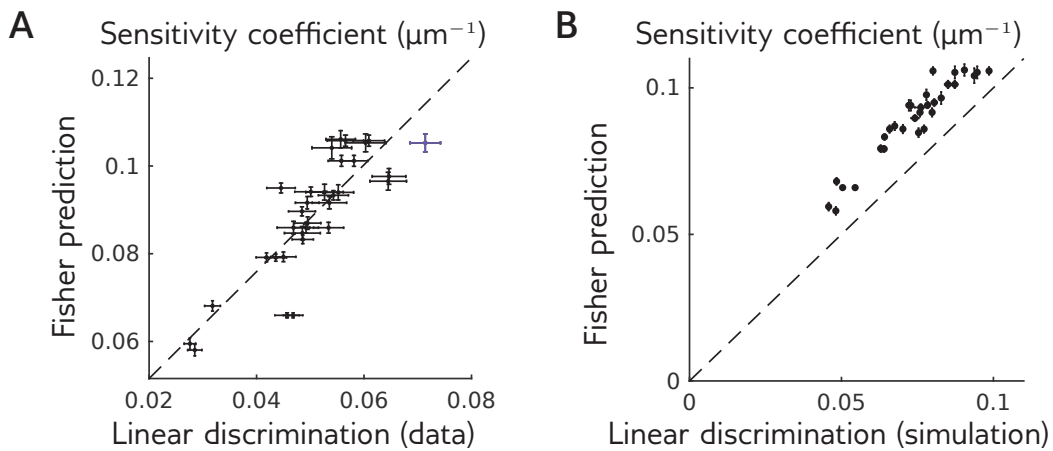 A
Sensitivity coefficient (μm⁻¹)
0.12
0.1
0.08
0.06
Fisher prediction
0.02 0.04 0.06 0.08
Linear discrimination (data)
B
Sensitivity coefficient (μm⁻¹)
0.1
0.05
0
Fisher prediction
0 0.05 0.1
Linear discrimination (simulation)